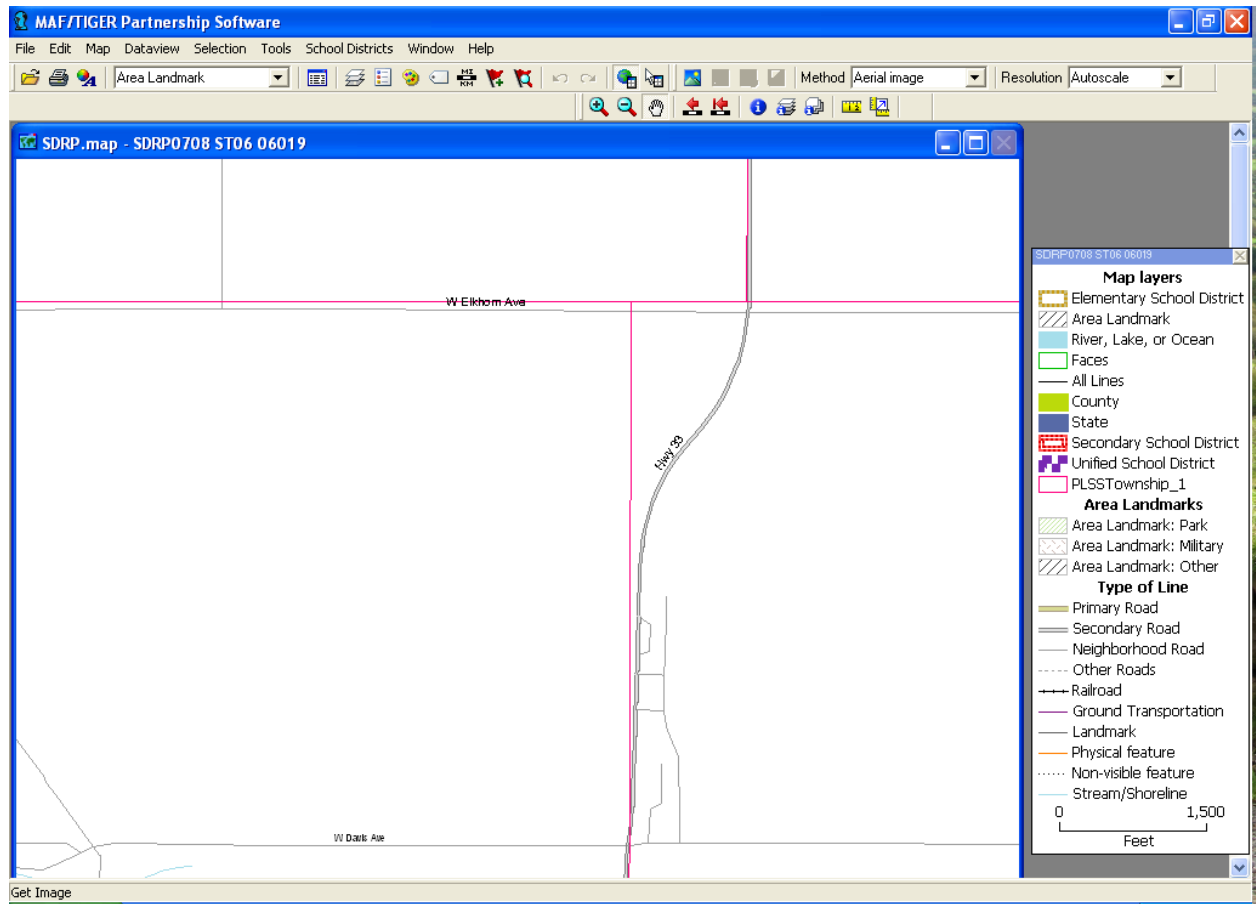 MAF/TIGER Partnership Software
File Edit Map Dataview Selection Tools School Districts Window Help
Area Landmark MI KM Method Aerial image Resolution Autoscale
SDRP.map - SDRP0708 ST06 06019
W Elkhorn Ave
Hwy 33
W Davis Ave
SDRP0708 ST06 06019
Map layers
Elementary School District
Area Landmark
River, Lake, or Ocean
Faces
All Lines
County
State
Secondary School District
Unified School District
PLSSTownship_1
Area Landmarks
Area Landmark: Park
Area Landmark: Military
Area Landmark: Other
Type of Line
Primary Road
Secondary Road
Neighborhood Road
Other Roads
Railroad
Ground Transportation
Landmark
Physical feature
Non-visible feature
Stream/Shoreline
0 1,500
Feet
Get Image